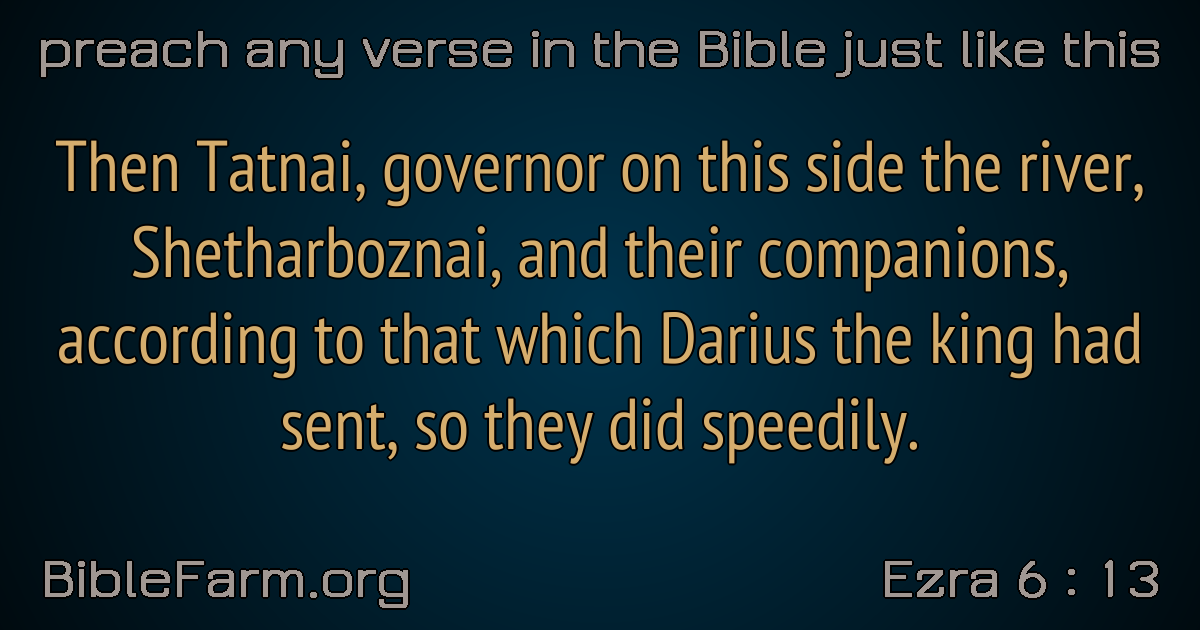 preach any verse in the Bible just like this
Then Tatnai, governor on this side the river,
Shetharboznai, and their companions,
according to that which Darius the king had
sent, so they did speedily.
BibleFarm.org
Ezra 6 : 13